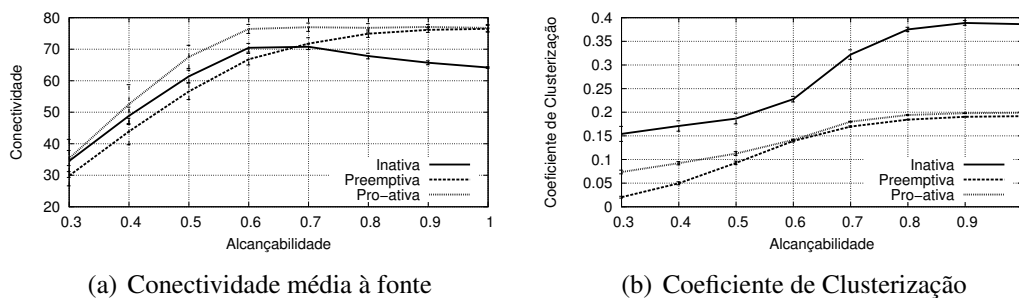 80
70
60
50
40
30
20
0.3 0.4 0.5 0.6 0.7 0.8 0.9 1
Conectividade
Alcançabilidade
Inativa
Preemptiva
Pro-ativa
(a) Conectividade média à fonte
0.4
0.35
0.3
0.25
0.2
0.15
0.1
0.05
0
0.3 0.4 0.5 0.6 0.7 0.8 0.9
Coeficiente de Clusterização
Alcançabilidade
Inativa
Preemptiva
Pro-ativa
(b) Coeficiente de Clusterização